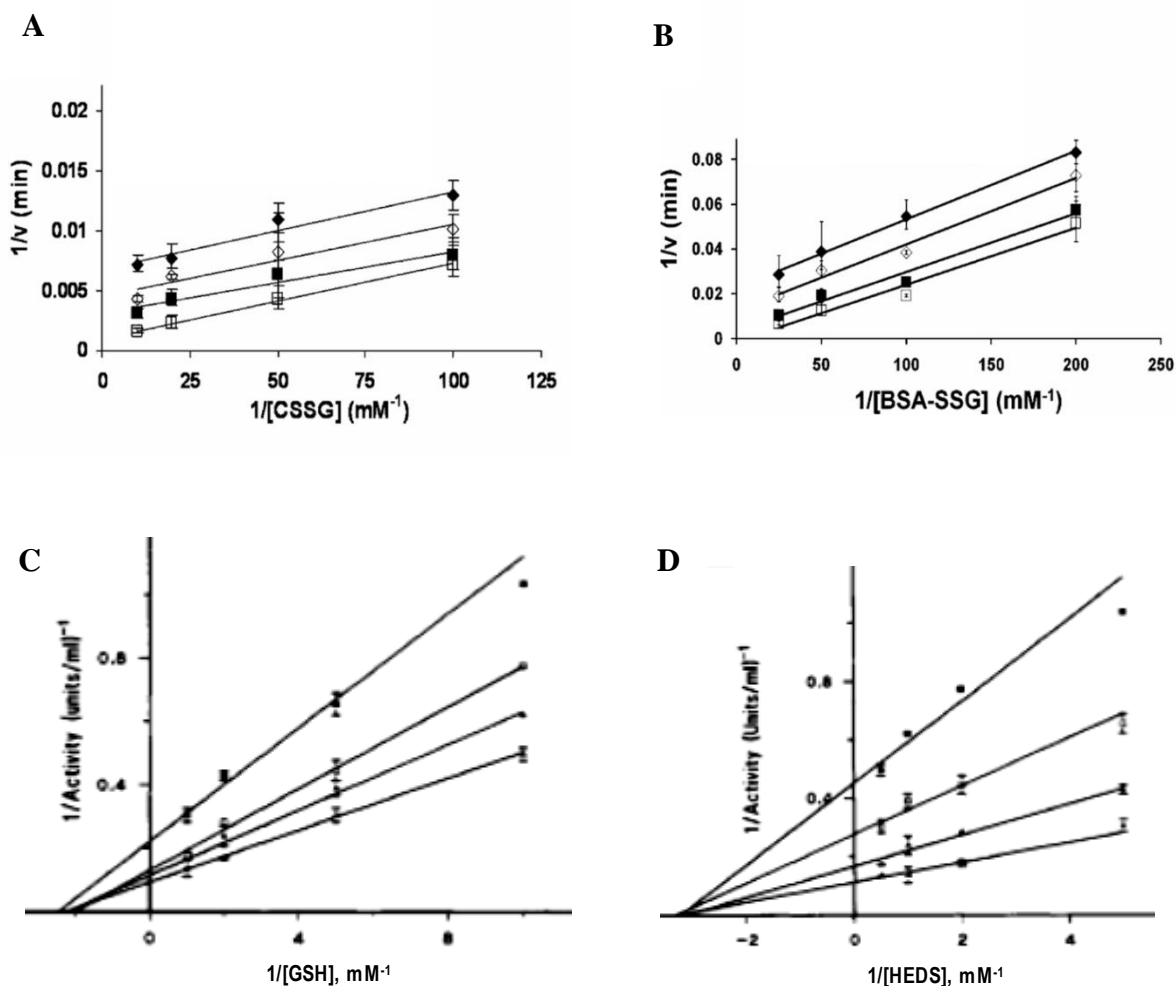 A
1/v (min)
0.02
0.015
0.01
0.005
0
0 25 50 75 100 125
1/[CSSG] (mM⁻¹)
B
1/v (min)
0.08
0.06
0.04
0.02
0
0 50 100 150 200 250
1/[BSA-SSG] (mM⁻¹)
C
1/Activity (units/ml)⁻¹
0.8
0.4
0 4 8
1/[GSH], mM⁻¹
D
1/Activity (Units/ml)⁻¹
0.8
0.4
-2 0 2 4
1/[HEDS], mM⁻¹